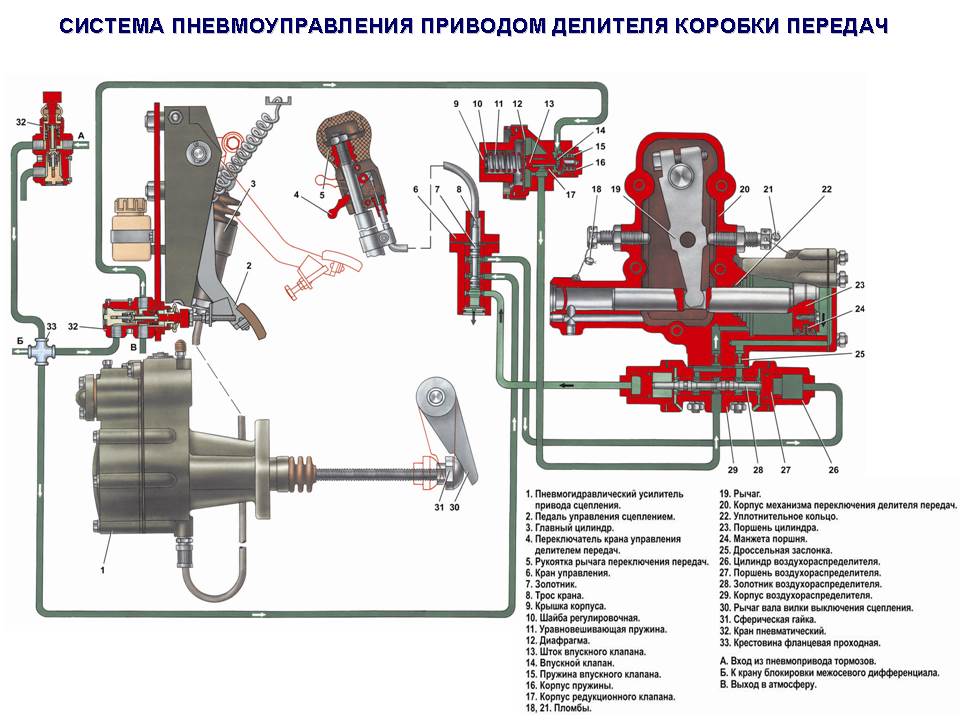 СИСТЕМА ПНЕВМОУПРАВЛЕНИЯ ПРИВОДОМ ДЕЛИТЕЛЯ КОРОБКИ ПЕРЕДАЧ
32
А
3
4
5
2
33
32
Б
В
1
31 30
6 7 8
9 10 11 12 13
14
15
16
17
18 19 20 21 22
23
24
25
29 28 27 26
1. Пневмогидравлический усилитель
привода сцепления.
2. Педаль управления сцеплением.
3. Главный цилиндр.
4. Переключатель крана управления
делителем передач.
5. Рукоятка рычага переключения передач.
6. Кран управления.
7. Золотник.
8. Трос крана.
9. Крышка корпуса.
10. Шайба регулировочная.
11. Уравновешивающая пружина.
12. Диафрагма.
13. Шток впускного клапана.
14. Впускной клапан.
15. Пружина впускного клапана.
16. Корпус пружины.
17. Корпус редукционного клапана.
18, 21. Пломбы.
19. Рычаг.
20. Корпус механизма переключения делителя передач.
22. Уплотнительное кольцо.
23. Поршень цилиндра.
24. Манжета поршня.
25. Дроссельная заслонка.
26. Цилиндр воздухораспределителя.
27. Поршень воздухораспределителя.
28. Золотник воздухораспределителя.
29. Корпус воздухораспределителя.
30. Рычаг вала вилки выключения сцепления.
31. Сферическая гайка.
32. Кран пневматический.
33. Крестовина фланцевая проходная.
А. Вход из пневмопривода тормозов.
Б. К крану блокировки межосевого дифференциала.
В. Выход в атмосферу.